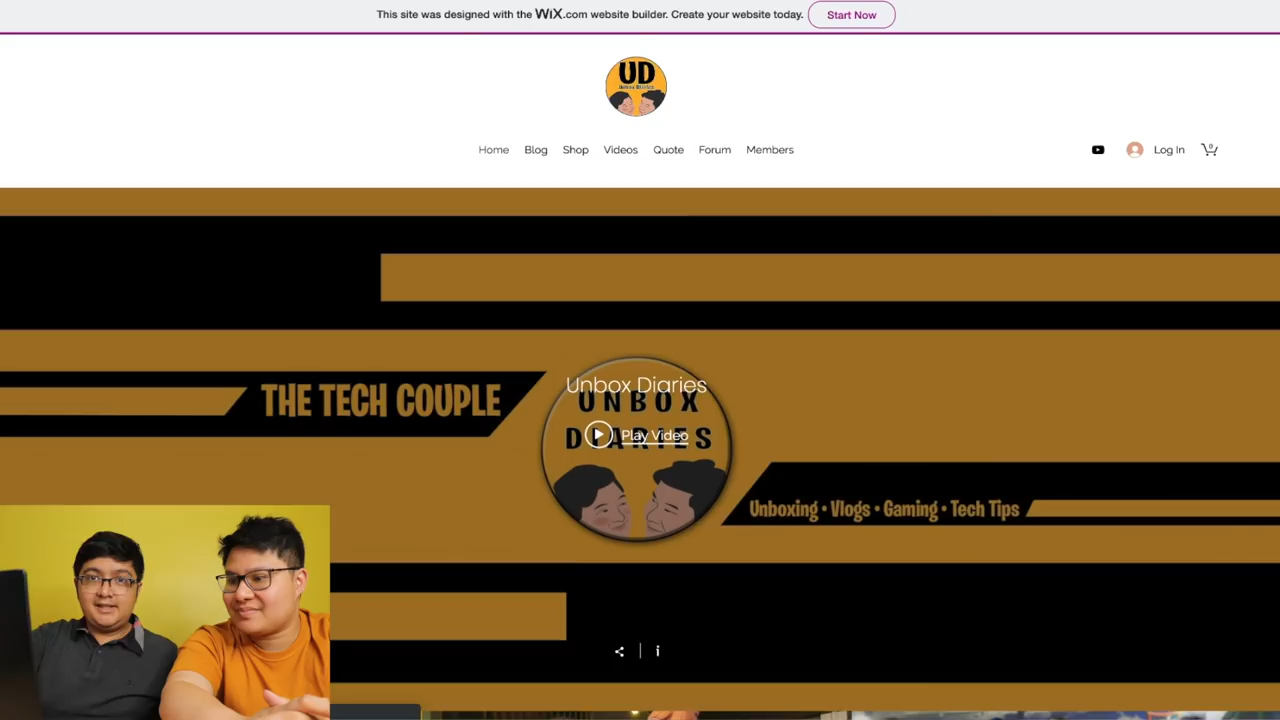 This site was designed with the WiX.com website builder. Create your website today. Start Now
UD
Unbox Diaries
Home Blog Shop Videos Quote Forum Members Log In 0
THE TECH COUPLE
Unbox Diaries
UNBOX
DIARIES
Play Video
Unboxing • Vlogs • Gaming • Tech Tips